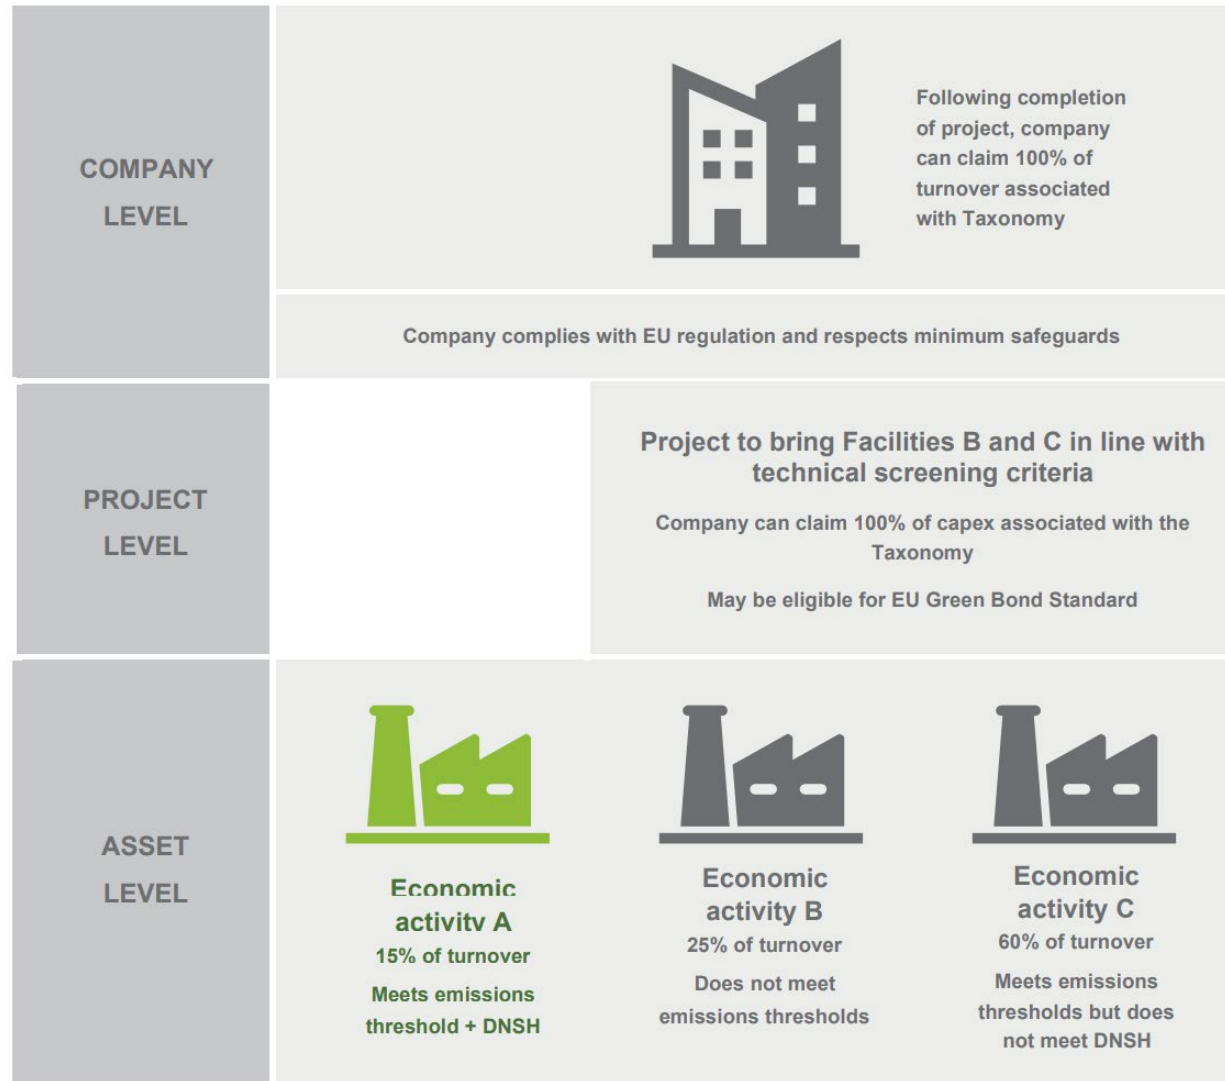 COMPANY
LEVEL
Following completion
of project, company
can claim 100% of
turnover associated
with Taxonomy
Company complies with EU regulation and respects minimum safeguards
PROJECT
LEVEL
Project to bring Facilities B and C in line with
technical screening criteria
Company can claim 100% of capex associated with the
Taxonomy
May be eligible for EU Green Bond Standard
ASSET
LEVEL
Economic
activity A
15% of turnover
Meets emissions
threshold + DNSH
Economic
activity B
25% of turnover
Does not meet
emissions thresholds
Economic
activity C
60% of turnover
Meets emissions
thresholds but does
not meet DNSH